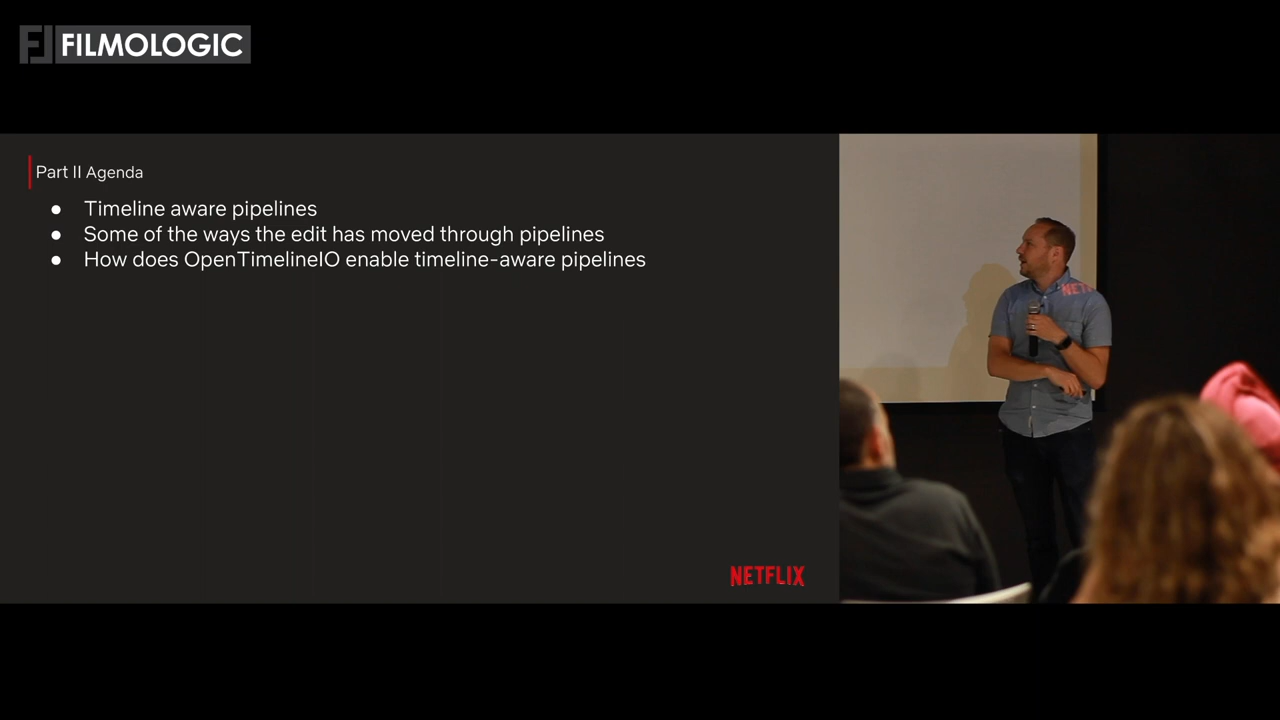 FILMOLOGIC
Part II Agenda
● Timeline aware pipelines
● Some of the ways the edit has moved through pipelines
● How does OpenTimelineIO enable timeline-aware pipelines
NETFLIX